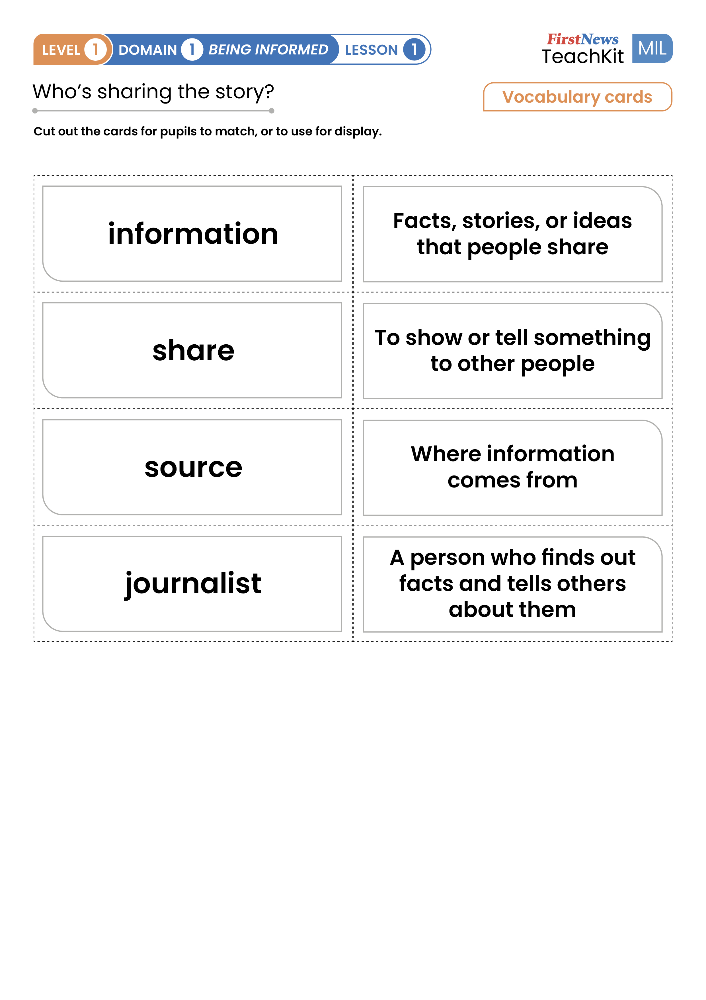 LEVEL 1 DOMAIN 1 BEING INFORMED LESSON 1
FirstNews
TeachKit
MIL
Who’s sharing the story?
Vocabulary cards
Cut out the cards for pupils to match, or to use for display.
information
Facts, stories, or ideas
that people share
share
To show or tell something
to other people
source
Where information
comes from
journalist
A person who finds out
facts and tells others
about them